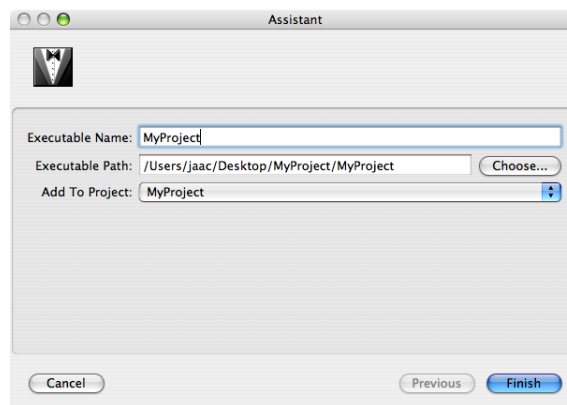 Assistant
Executable Name: MyProject
Executable Path: /Users/jaac/Desktop/MyProject/MyProject Choose...
Add To Project: MyProject
Cancel Previous Finish